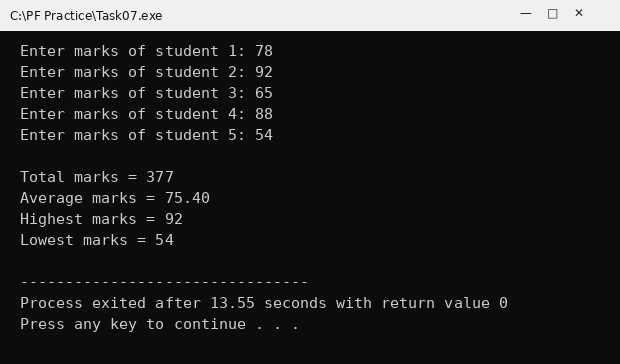 C:\PF Practice\Task07.exe
Enter marks of student 1: 78
Enter marks of student 2: 92
Enter marks of student 3: 65
Enter marks of student 4: 88
Enter marks of student 5: 54
Total marks = 377
Average marks = 75.40
Highest marks = 92
Lowest marks = 54
--------------------------------
Process exited after 13.55 seconds with return value 0
Press any key to continue . . .